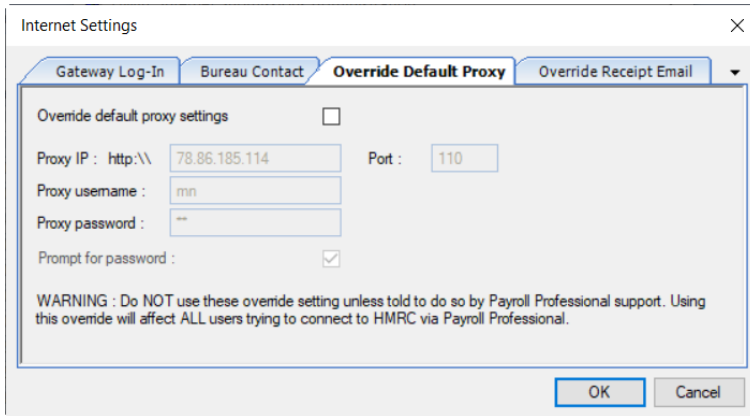 Internet Settings
Gateway Log-In Bureau Contact Override Default Proxy Override Receipt Email
Override default proxy settings
Proxy IP : http:\\ 78.86.185.114 Port : 110
Proxy username : mn
Proxy password : **
Prompt for password :
WARNING : Do NOT use these override setting unless told to do so by Payroll Professional support. Using
this override will affect ALL users trying to connect to HMRC via Payroll Professional.
OK Cancel